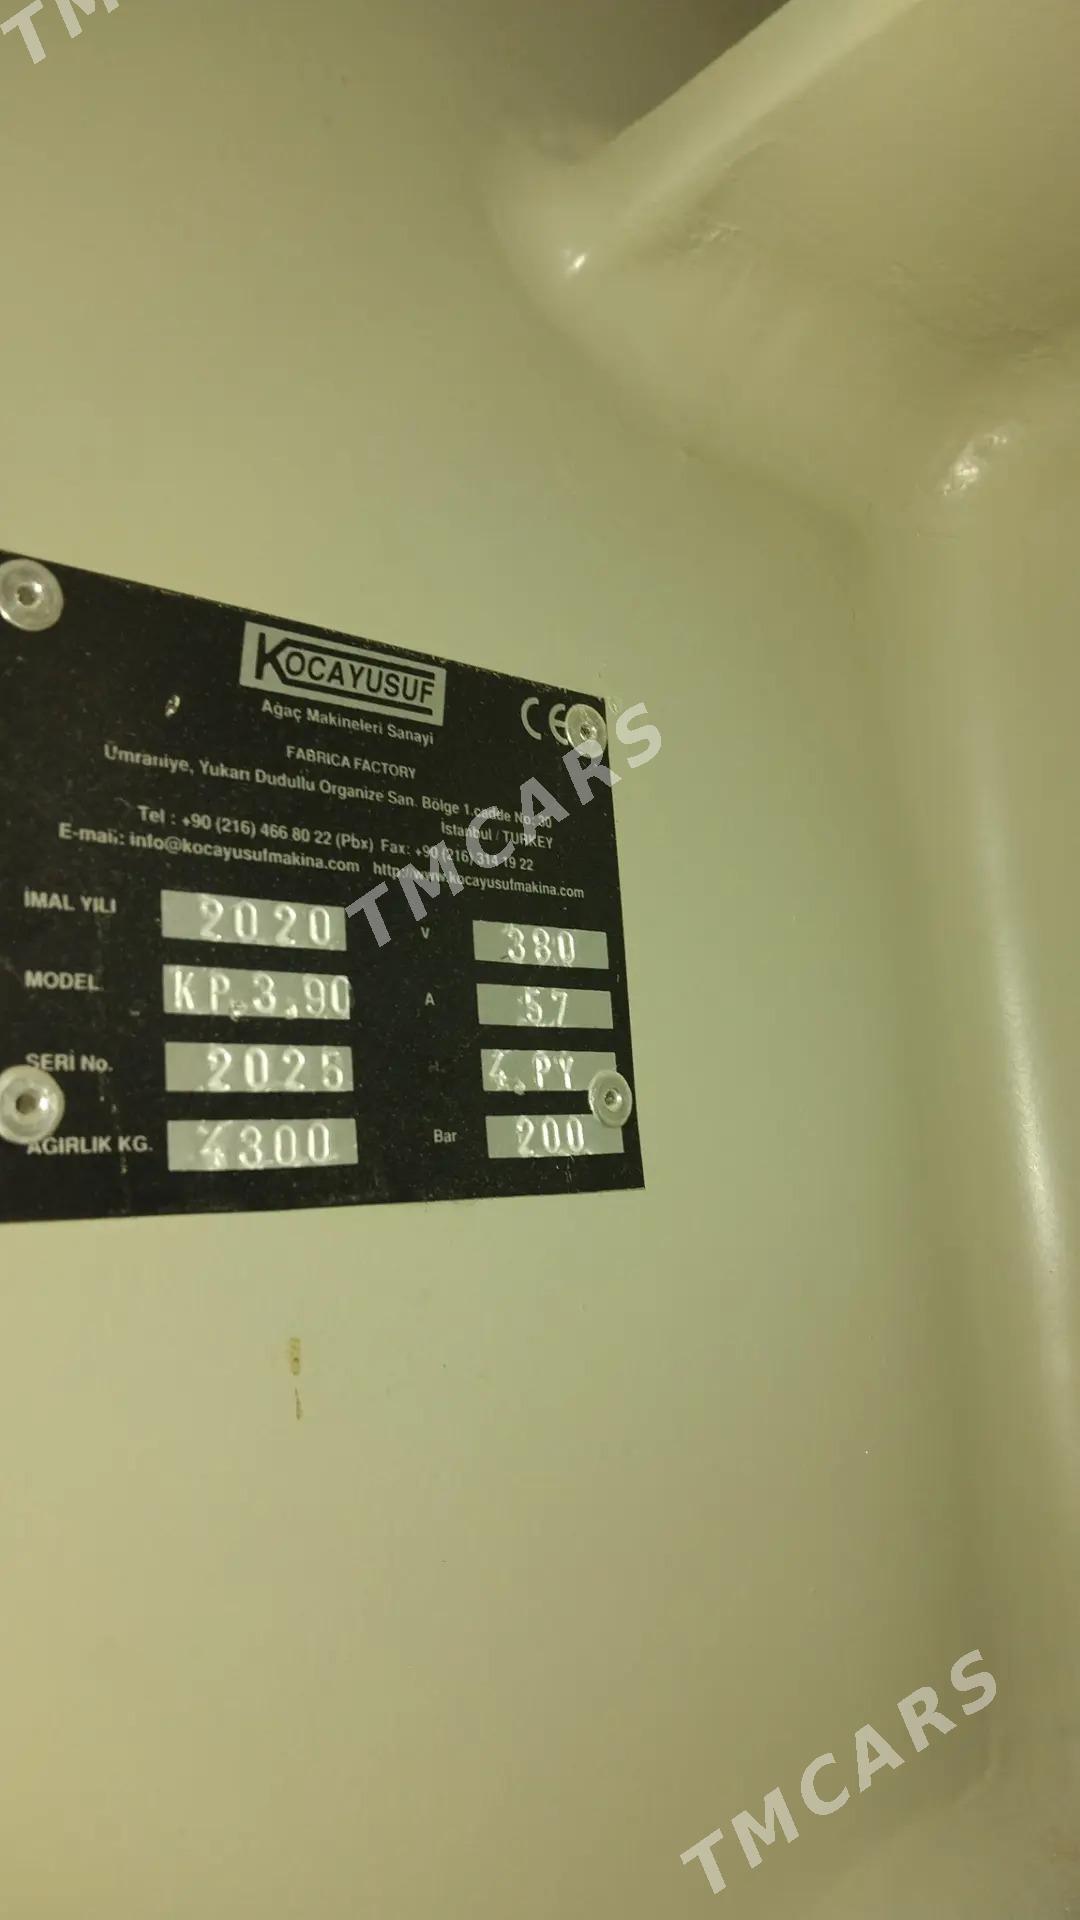 TM
KOCAYUSUF
Ağaç Makineleri Sanayi
CE
FABRICA FACTORY
Ümraniye, Yukarı Dudullu Organize San. Bölge 1.cadde No: 30
İstanbul / TURKEY
Tel : +90 (216) 466 80 22 (Pbx) Fax: +90 (216) 314 19 22
E-mail: info@kocayusufmakina.com http://www.kocayusufmakina.com
İMAL YILI 2020 V 380
MODEL KP.3.90 A 57
SERİ No. 2025 4.PY
AGIRLIK KG. 4300 Bar 200
TMCARS
TMCARS